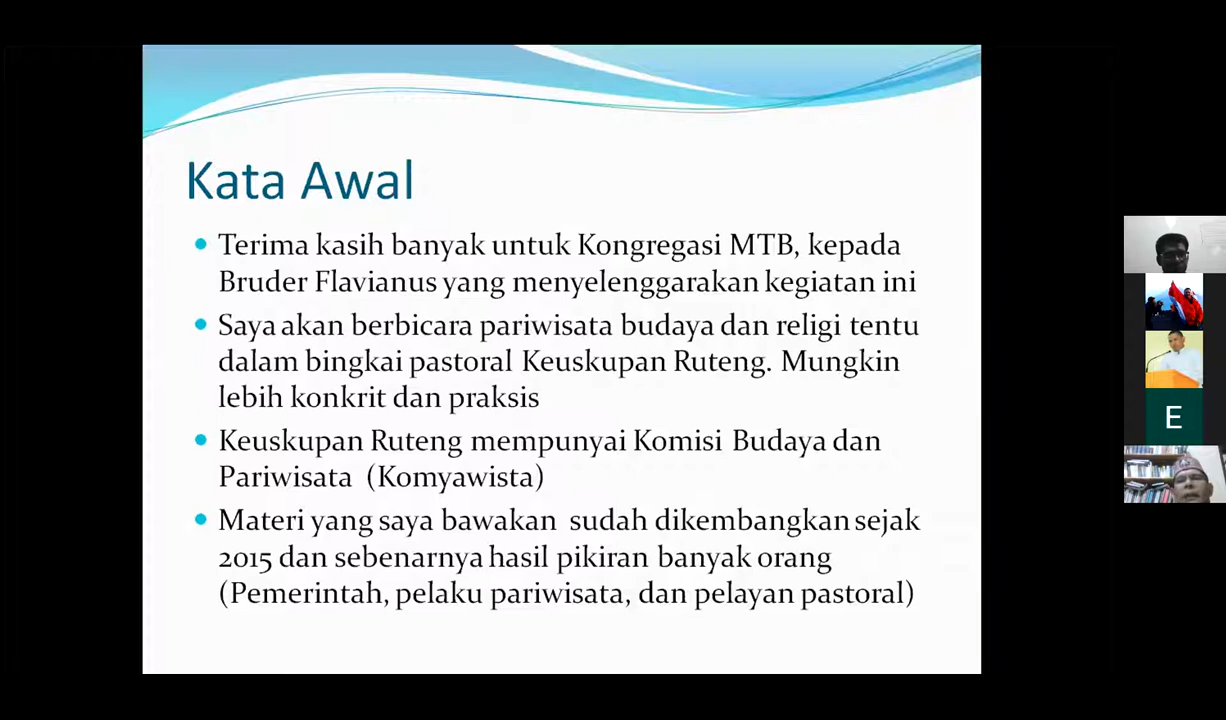 Kata Awal
Terima kasih banyak untuk Kongregasi MTB, kepada
Bruder Flavianus yang menyelenggarakan kegiatan ini
Saya akan berbicara pariwisata budaya dan religi tentu
dalam bingkai pastoral Keuskupan Ruteng. Mungkin
lebih konkrit dan praksis
Keuskupan Ruteng mempunyai Komisi Budaya dan
Pariwisata (Komyawista)
Materi yang saya bawakan sudah dikembangkan sejak
2015 dan sebenarnya hasil pikiran banyak orang
(Pemerintah, pelaku pariwisata, dan pelayan pastoral)
E